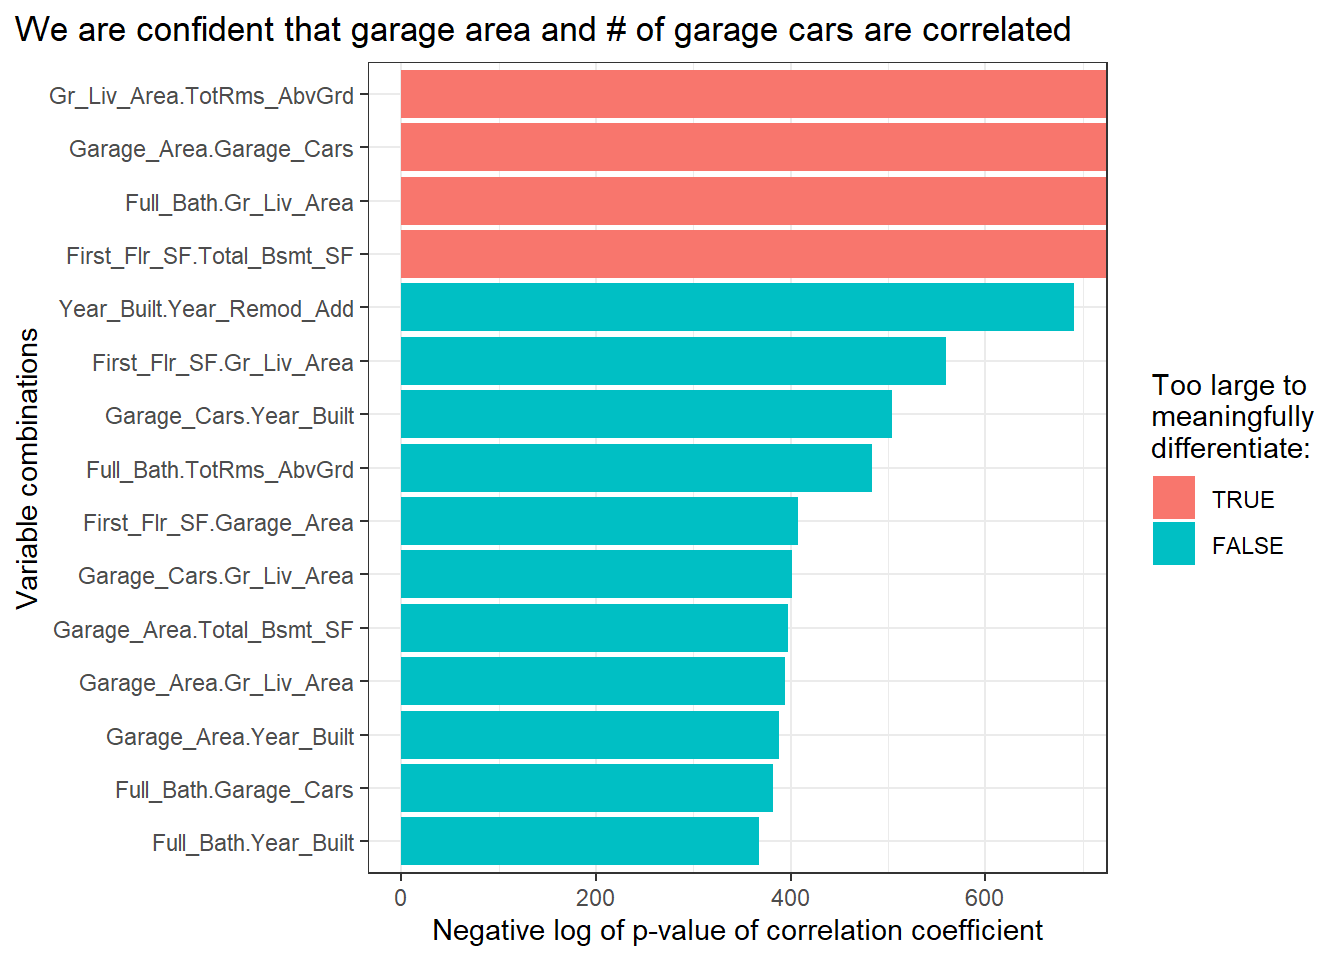 We are confident that garage area and # of garage cars are correlated
Gr_Liv_Area.TotRms_AbvGrd
Garage_Area.Garage_Cars
Full_Bath.Gr_Liv_Area
First_Flr_SF.Total_Bsmt_SF
Year_Built.Year_Remod_Add
First_Flr_SF.Gr_Liv_Area
Garage_Cars.Year_Built
Full_Bath.TotRms_AbvGrd
First_Flr_SF.Garage_Area
Garage_Cars.Gr_Liv_Area
Garage_Area.Total_Bsmt_SF
Garage_Area.Gr_Liv_Area
Garage_Area.Year_Built
Full_Bath.Garage_Cars
Full_Bath.Year_Built
Variable combinations
0 200 400 600
Negative log of p-value of correlation coefficient
Too large to
meaningfully
differentiate:
TRUE
FALSE